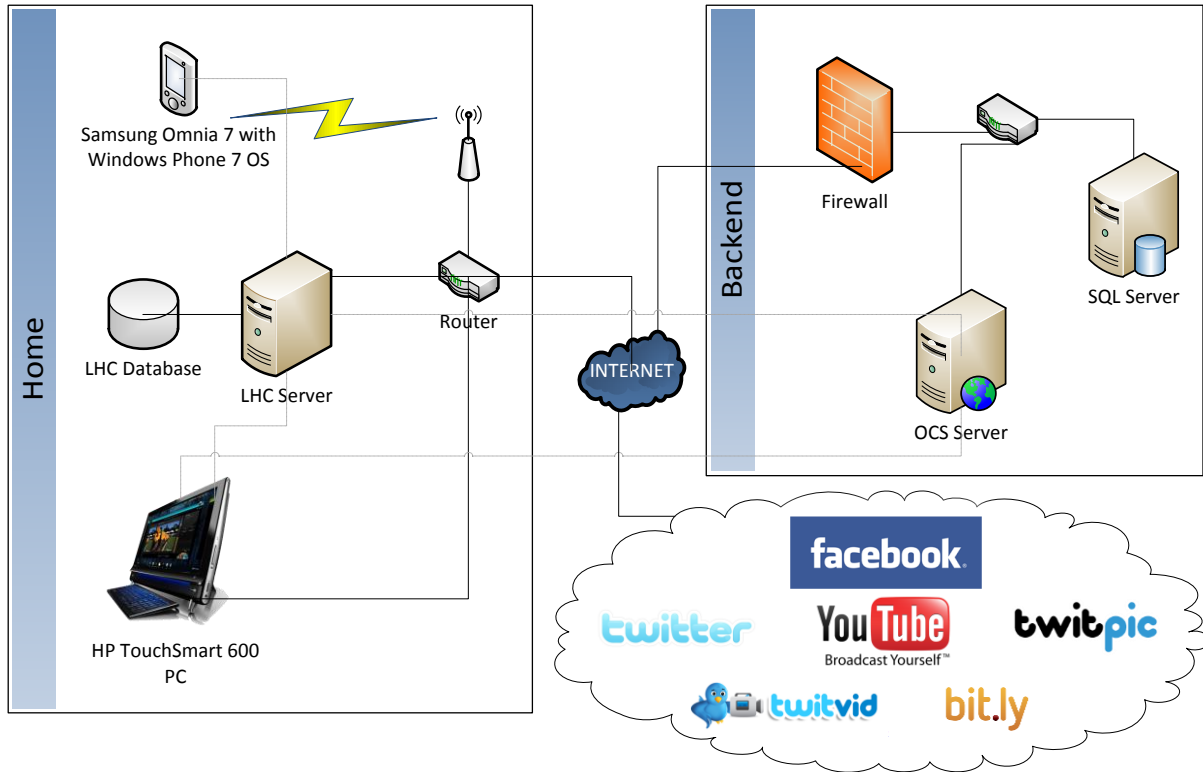 Home
Samsung Omnia 7 with
Windows Phone 7 OS
Router
LHC Database
LHC Server
HP TouchSmart 600
PC
INTERNET
Backend
Firewall
SQL Server
OCS Server
facebook.
twitter
YouTube
Broadcast Yourself™
twitpic
twitvid
bit.ly